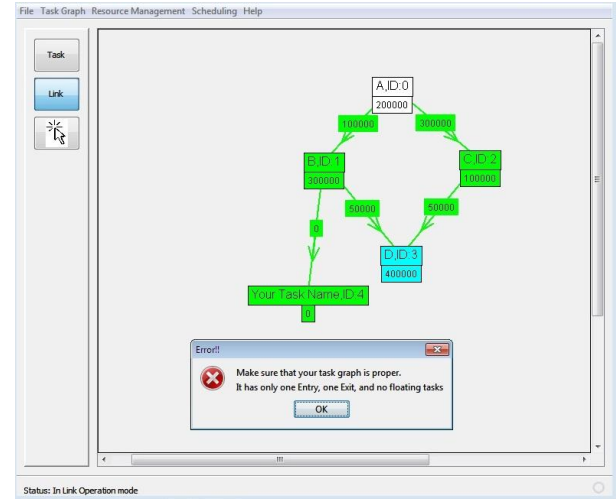 File Task Graph Resource Management Scheduling Help
Task
Link
A,ID:0
200000
100000
300000
B,ID:1
300000
C,ID:2
100000
50000
50000
0
D,ID:3
400000
Your Task Name,ID:4
0
Error!!
Make sure that your task graph is proper.
It has only one Entry, one Exit, and no floating tasks
OK
Status: In Link Operation mode